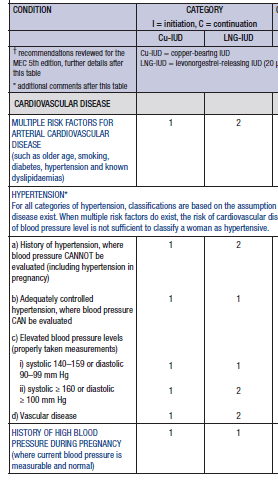 CONDITION
CATEGORY
I = initiation, C = continuation
Cu-IUD LNG-IUD
† recommendations reviewed for the
MEC 5th edition, further details after
this table
* additional comments after this table
Cu-IUD = copper-bearing IUD
LNG-IUD = levonorgestrel-releasing IUD (20
CARDIOVASCULAR DISEASE
MULTIPLE RISK FACTORS FOR 1 2
ARTERIAL CARDIOVASCULAR
DISEASE
(such as older age, smoking,
diabetes, hypertension and known
dyslipidaemias)
HYPERTENSION*
For all categories of hypertension, classifications are based on the assumption
disease exist. When multiple risk factors do exist, the risk of cardiovascular dis
of blood pressure level is not sufficient to classify a woman as hypertensive.
a) History of hypertension, where 1 2
blood pressure CANNOT be
evaluated (including hypertension in
pregnancy)
b) Adequately controlled 1 1
hypertension, where blood pressure
CAN be evaluated
c) Elevated blood pressure levels
(properly taken measurements)
i) systolic 140–159 or diastolic 1 1
90–99 mm Hg
ii) systolic ≥ 160 or diastolic 1 2
≥ 100 mm Hg
d) Vascular disease 1 2
HISTORY OF HIGH BLOOD 1 1
PRESSURE DURING PREGNANCY
(where current blood pressure is
measurable and normal)